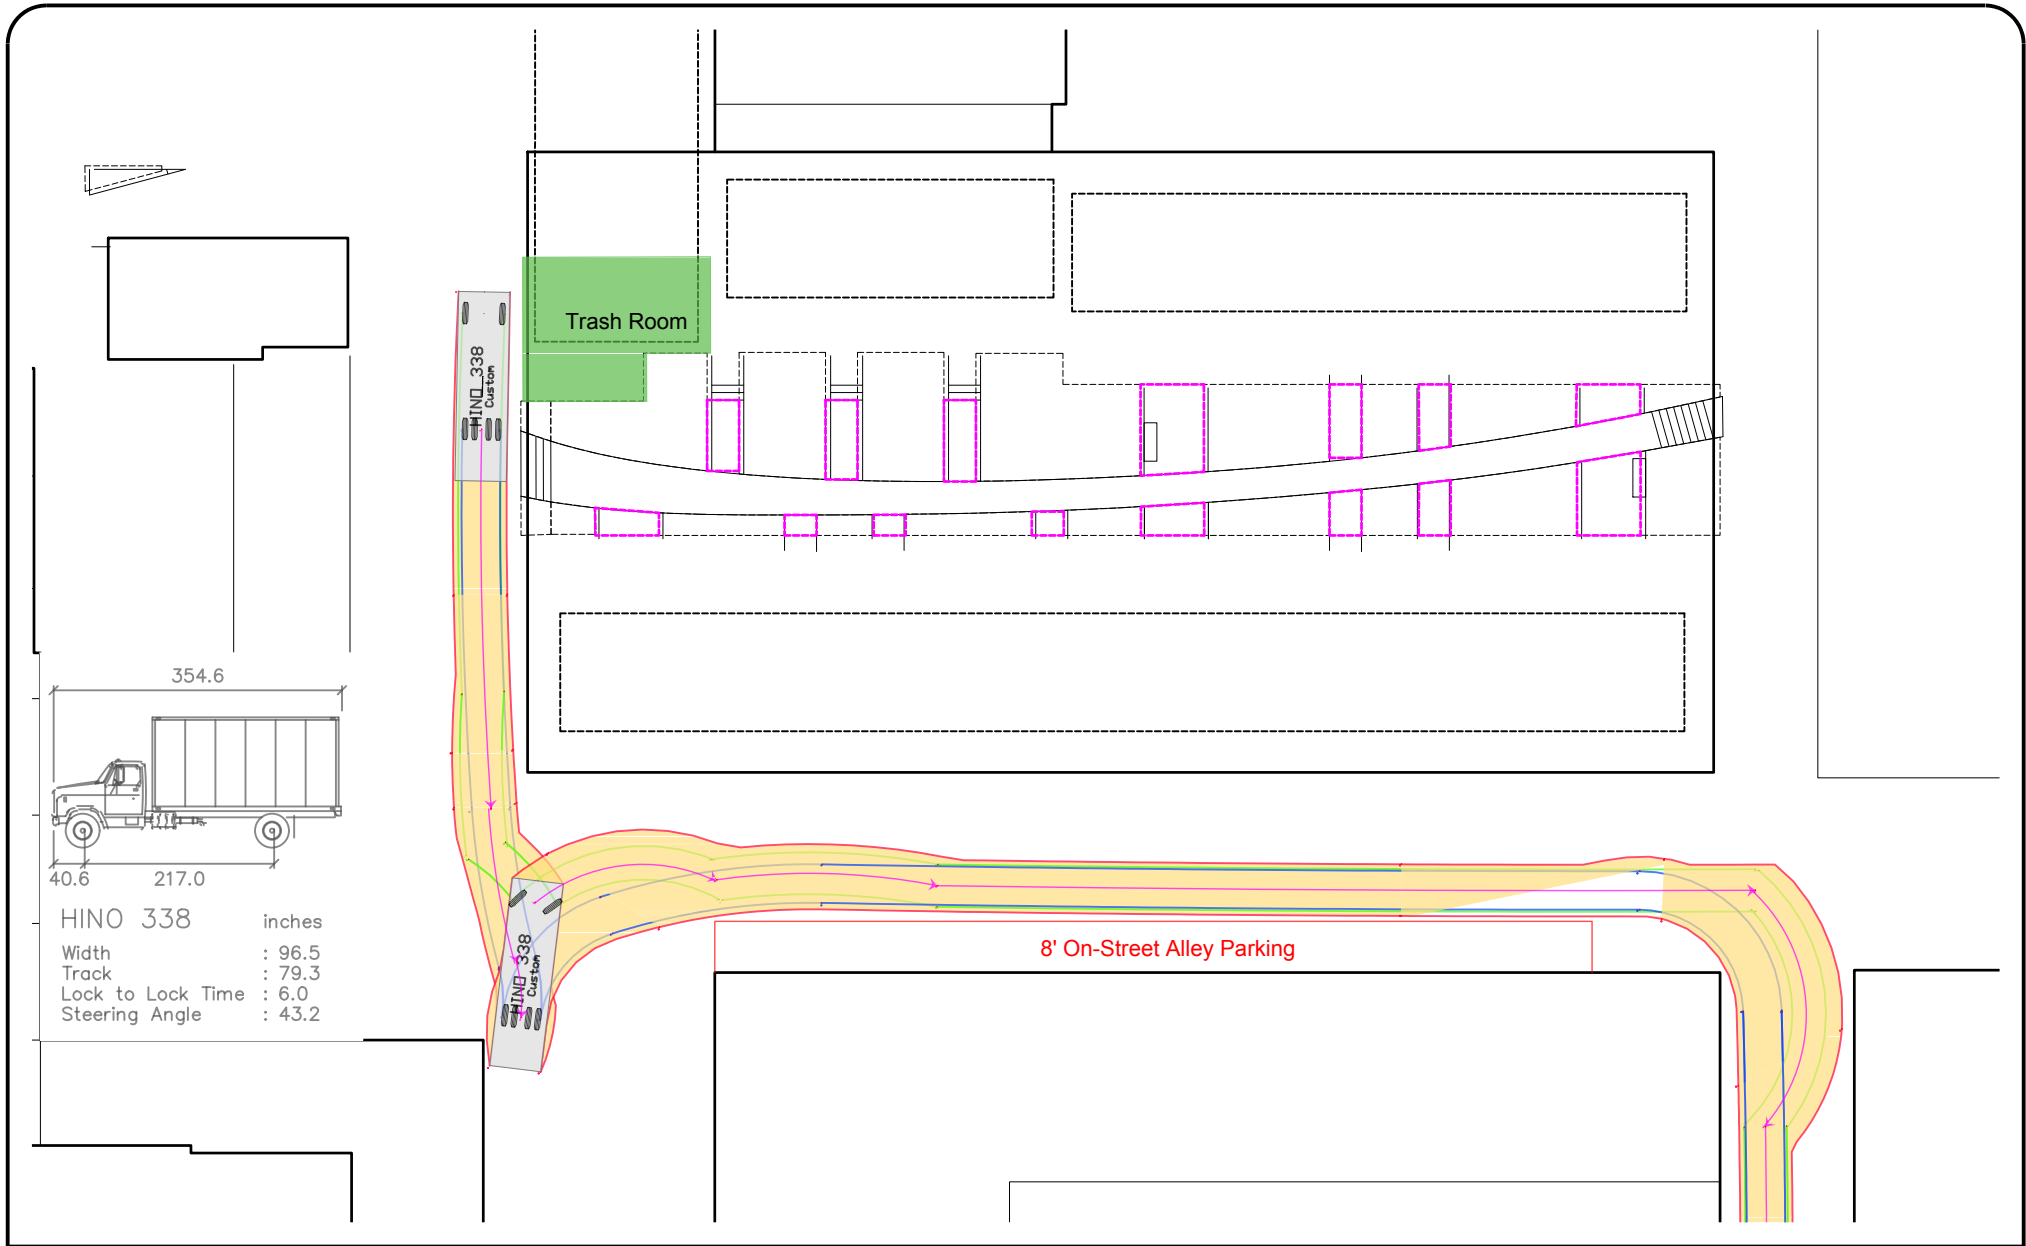 Trash Room
HINO 338
Custom
354.6
40.6
217.0
HINO 338
inches
Width : 96.5
Track : 79.3
Lock to Lock Time : 6.0
Steering Angle : 43.2
8' On-Street Alley Parking
HINO 338
Custom